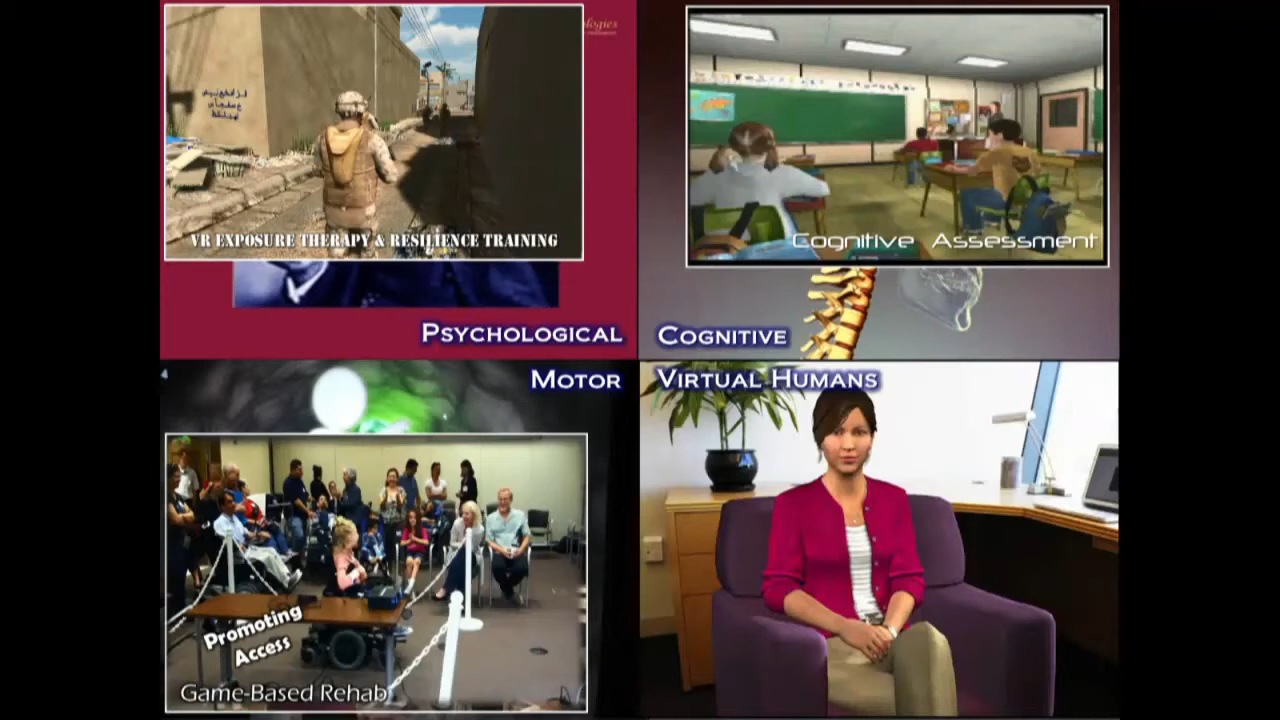 VR EXPOSURE THERAPY & RESILIENCE TRAINING
PSYCHOLOGICAL
Cognitive Assessment
COGNITIVE
MOTOR
Promoting
Access
Game-Based Rehab
VIRTUAL HUMANS